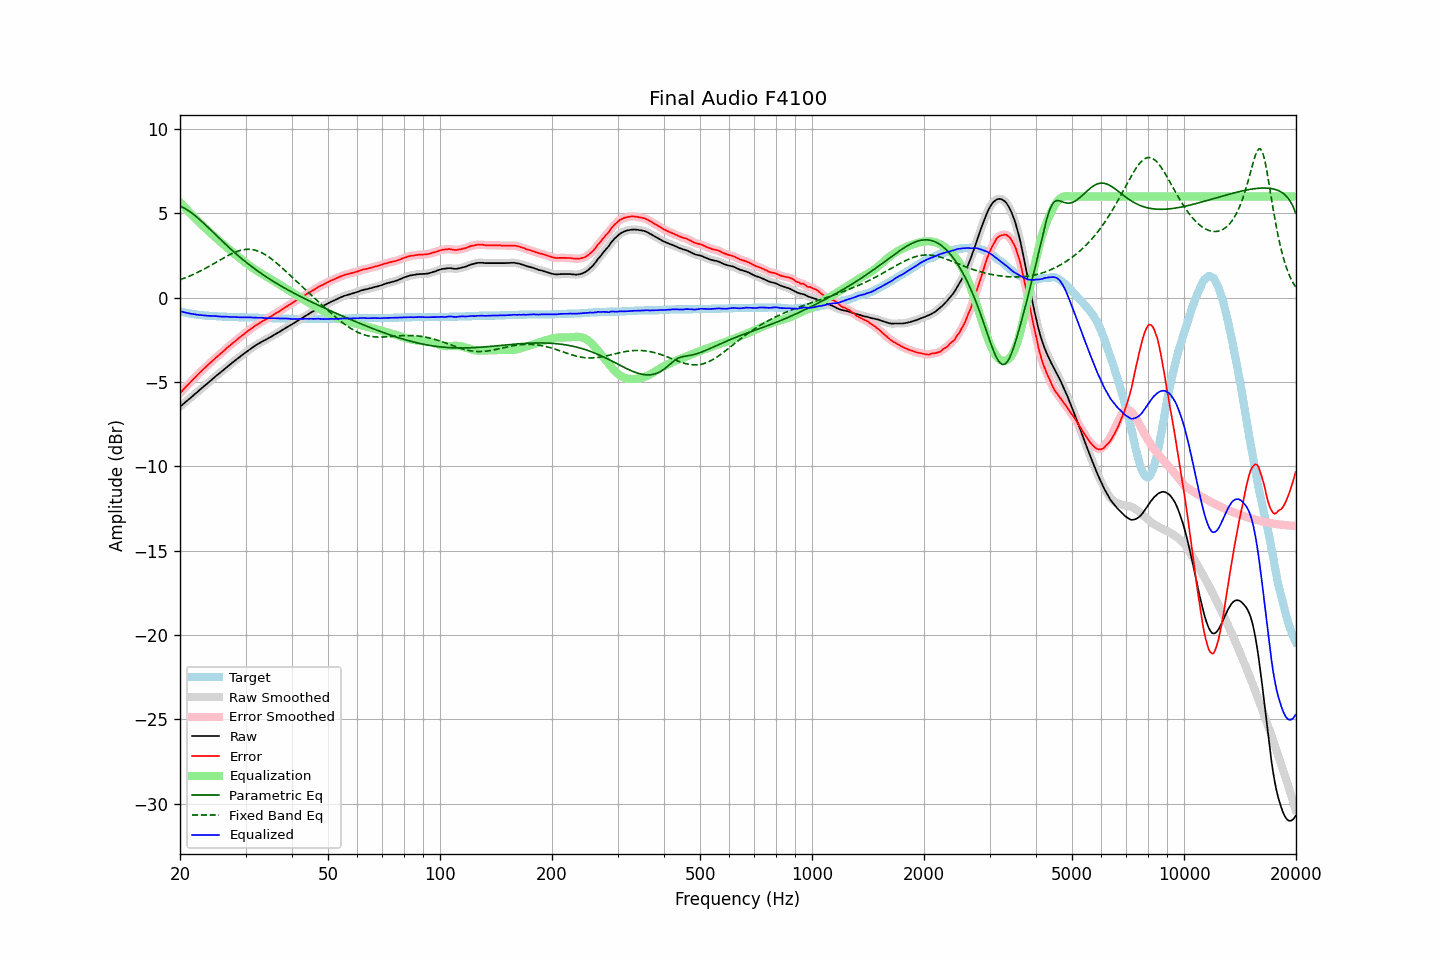 Final Audio F4100
10
5
0
−5
−10
−15
−20
−25
−30
Amplitude (dBr)
Target
Raw Smoothed
Error Smoothed
Raw
Error
Equalization
Parametric Eq
Fixed Band Eq
Equalized
20 50 100 200 500 1000 2000 5000 10000 20000
Frequency (Hz)